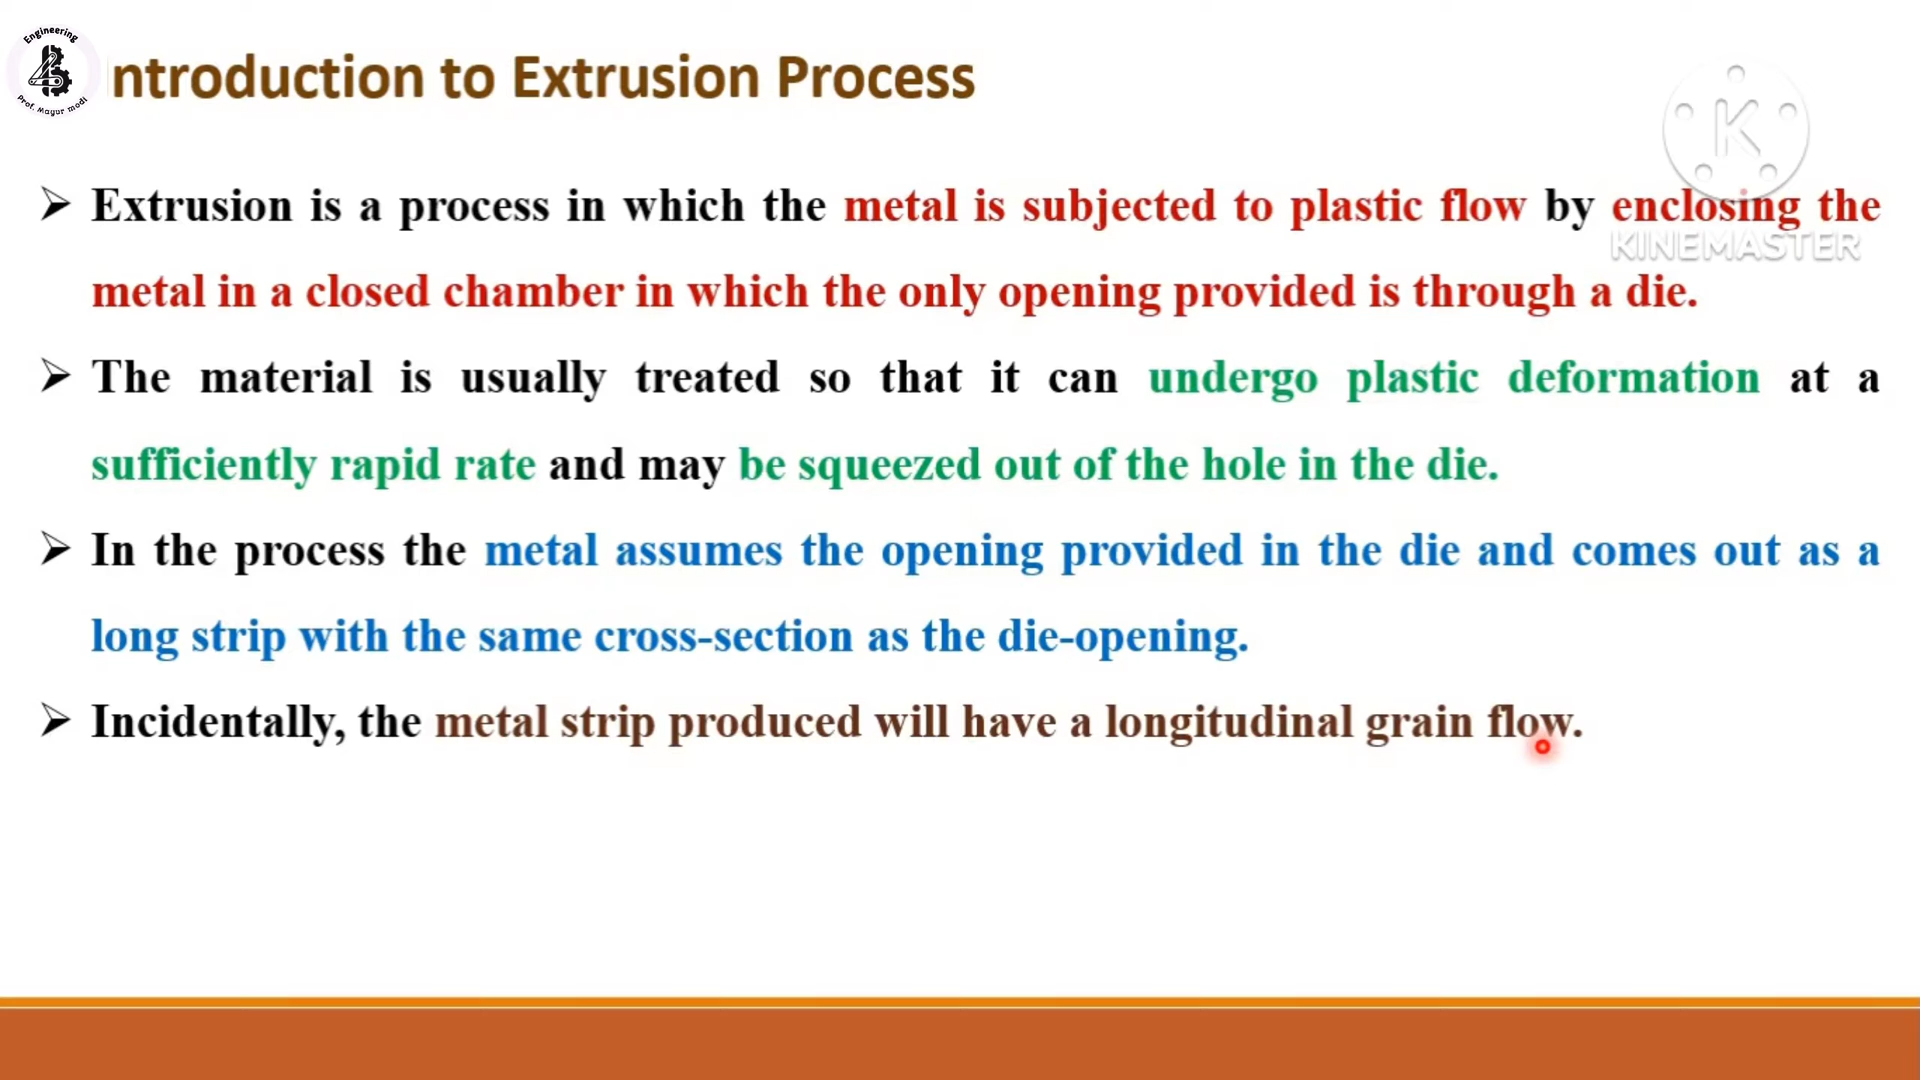 Engineering
Prof. Mayur modi
ntroduction to Extrusion Process
K
KINEMASTER
➢ Extrusion is a process in which the metal is subjected to plastic flow by enclosing the
metal in a closed chamber in which the only opening provided is through a die.
➢ The material is usually treated so that it can undergo plastic deformation at a
sufficiently rapid rate and may be squeezed out of the hole in the die.
➢ In the process the metal assumes the opening provided in the die and comes out as a
long strip with the same cross-section as the die-opening.
➢ Incidentally, the metal strip produced will have a longitudinal grain flow.